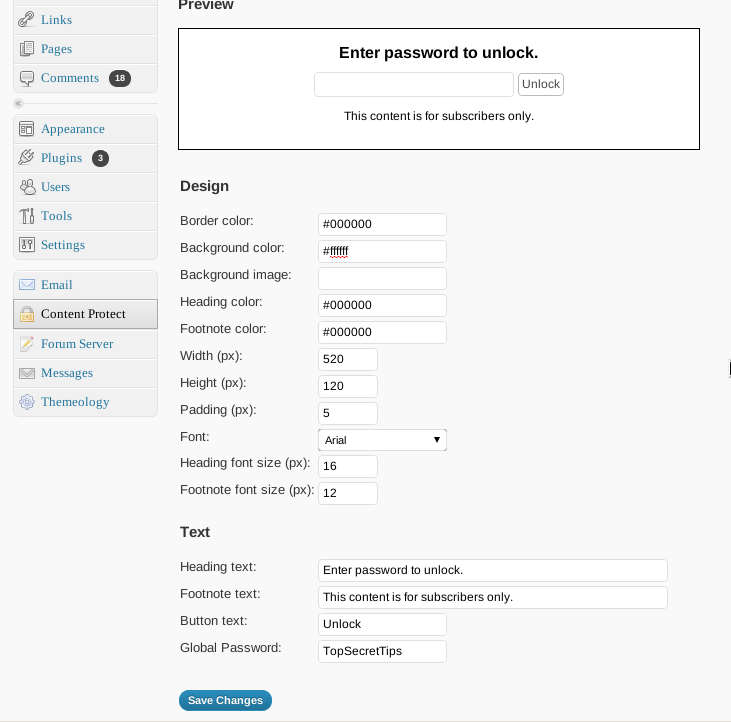 Links
Pages
Comments 18
Appearance
Plugins 3
Users
Tools
Settings
Email
Content Protect
Forum Server
Messages
Themeology
Preview
Enter password to unlock.
Unlock
This content is for subscribers only.
Design
Border color: #000000
Background color: #ffffff
Background image:
Heading color: #000000
Footnote color: #000000
Width (px): 520
Height (px): 120
Padding (px): 5
Font: Arial
Heading font size (px): 16
Footnote font size (px): 12
Text
Heading text: Enter password to unlock.
Footnote text: This content is for subscribers only.
Button text: Unlock
Global Password: TopSecretTips
Save Changes